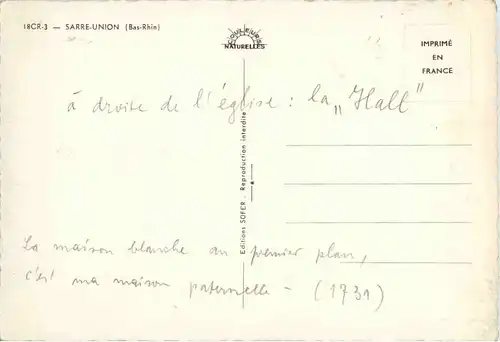 18CR-3 — SARRE-UNION (Bas-Rhin)
COULEURS
NATURELLES
IMPRIMÉ
EN
FRANCE
à droite de l'église : la „Hall"
Editions SOFER - Reproduction interdite
La maison blanche au premier plan,
c'est ma maison paternelle - (1731)